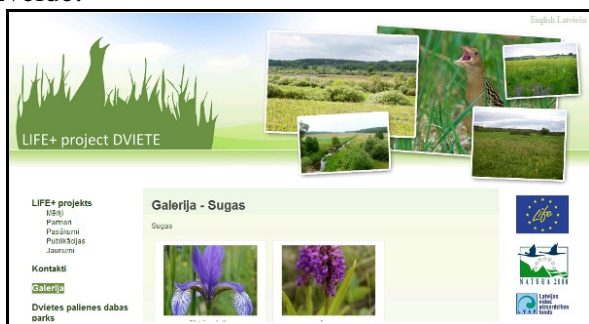 English Latviešu
LIFE+ project DVIETE
LIFE+ projekts
Mērķi
Partneri
Pasākumi
Publikācijas
Jaunumi
Kontakti
Galerija
Dvietes palienes dabas
parks
Galerija - Sugas
Sugas
Life
NATURA 2000
LVAF
Latvijas
vides
aizsardzības
fonds